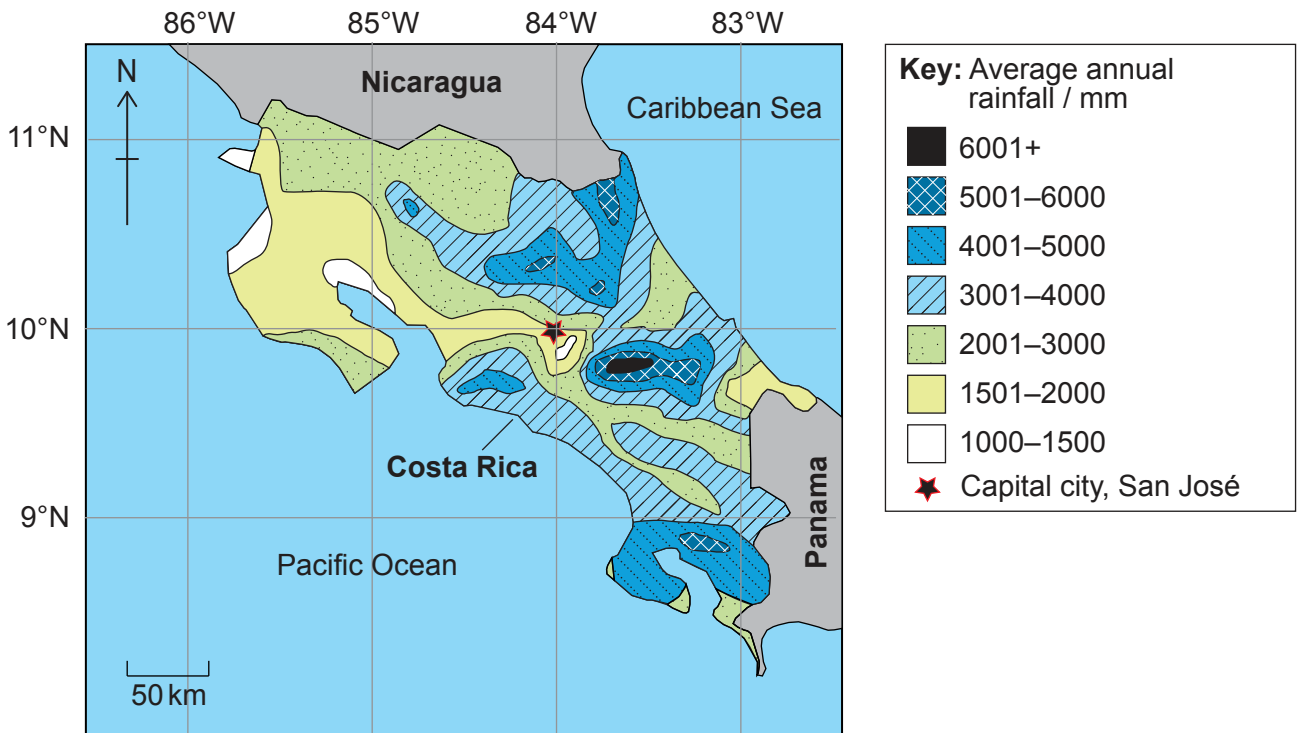 86°W 85°W 84°W 83°W
N
Nicaragua
Caribbean Sea
11°N
10°N
Costa Rica
9°N
Pacific Ocean
Panama
50 km
Key: Average annual
rainfall / mm
6001+
5001–6000
4001–5000
3001–4000
2001–3000
1501–2000
1000–1500
Capital city, San José